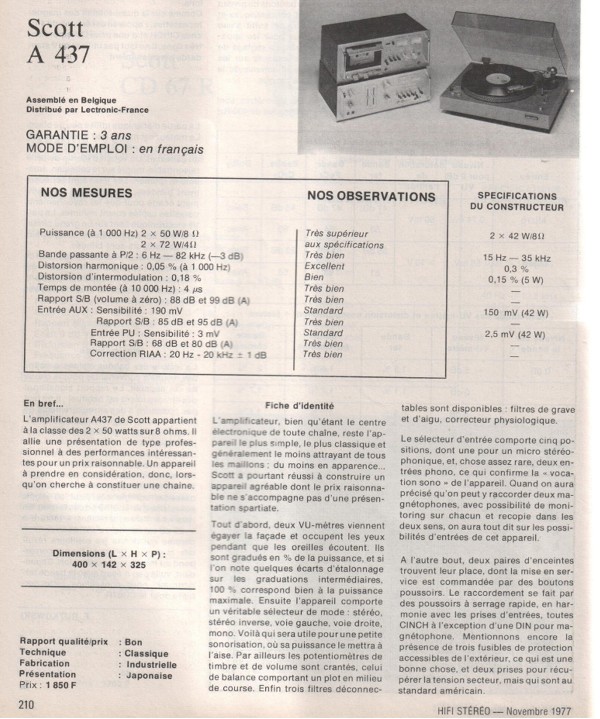 Scott
A 437
Assemblé en Belgique
Distribué par Lectronic-France
GARANTIE : 3 ans
MODE D'EMPLOI : en français
NOS MESURES
Puissance (à 1 000 Hz) 2 × 50 W/8 Ω
2 × 72 W/4Ω
Bande passante à P/2 : 6 Hz — 82 kHz (—3 dB)
Distorsion harmonique : 0,05 % (à 1 000 Hz)
Distorsion d'intermodulation : 0,18 %
Temps de montée (à 10 000 Hz) : 4 µs
Rapport S/B (volume à zéro) : 88 dB et 99 dB (A)
Entrée AUX : Sensibilité : 190 mV
Rapport S/B : 85 dB et 95 dB (A)
Entrée PU : Sensibilité : 3 mV
Rapport S/B : 68 dB et 80 dB (A)
Correction RIAA : 20 Hz - 20 kHz ± 1 dB
NOS OBSERVATIONS
Très supérieur
aux spécifications
Très bien
Excellent
Bien
Très bien
Très bien
Standard
Très bien
Standard
Très bien
Très bien
SPECIFICATIONS
DU CONSTRUCTEUR
2 × 42 W/8Ω
15 Hz — 35 kHz
0,3 %
0,15 % (5 W)
—
—
150 mV (42 W)
—
2,5 mV (42 W)
—
—
En bref...
L'amplificateur A437 de Scott appartient
à la classe des 2 × 50 watts sur 8 ohms. Il
allie une présentation de type profes-
sionnel à des performances intéressan-
tes pour un prix raisonnable. Un appareil
à prendre en considération, donc, lors-
qu'on cherche à constituer une chaîne.
Dimensions (L × H × P) :
400 × 142 × 325
Rapport qualité/prix : Bon
Technique : Classique
Fabrication : Industrielle
Présentation : Japonaise
Prix : 1 850 F
210
Fiche d'identité
L'amplificateur, bien qu'étant le centre
électronique de toute chaîne, reste l'ap-
pareil le plus simple, le plus classique et
généralement le moins attrayant de tous
les maillons ; du moins en apparence...
Scott a pourtant réussi à construire un
appareil agréable dont le prix raisonna-
ble ne s'accompagne pas d'une présen-
tation spartiate.
Tout d'abord, deux VU-mètres viennent
égayer la façade et occupent les yeux
pendant que les oreilles écoutent. Ils
sont gradués en % de la puissance, et si
l'on note quelques écarts d'étalonnage
sur les graduations intermédiaires,
100 % correspond bien à la puissance
maximale. Ensuite l'appareil comporte
un véritable sélecteur de mode : stéréo,
stéréo inverse, voie gauche, voie droite,
mono. Voilà qui sera utile pour une petite
sonorisation, où sa puissance le mettra à
l'aise. Par ailleurs les potentiomètres de
timbre et de volume sont crantés, celui
de balance comportant un plot en milieu
de course. Enfin trois filtres déconnec-
tables sont disponibles : filtres de grave
et d'aigu, correcteur physiologique.
Le sélecteur d'entrée comporte cinq po-
sitions, dont une pour un micro stéréo-
phonique, et, chose assez rare, deux en-
trées phono, ce qui confirme la « voca-
tion sono » de l'appareil. Quand on aura
précisé qu'on peut y raccorder deux ma-
gnétophones, avec possibilité de moni-
toring sur chacun et recopie dans les
deux sens, on aura tout dit sur les possi-
bilités d'entrées de cet appareil.
A l'autre bout, deux paires d'enceintes
trouvent leur place, dont la mise en ser-
vice est commandée par des boutons
poussoirs. Le raccordement se fait par
des poussoirs à serrage rapide, en har-
monie avec les prises d'entrées, toutes
CINCH à l'exception d'une DIN pour ma-
gnétophone. Mentionnons encore la
présence de trois fusibles de protection
accessibles de l'extérieur, ce qui est une
bonne chose, et deux prises pour récu-
pérer la tension secteur, mais qui sont au
standard américain.
HIFI STÉRÉO — Novembre 1977